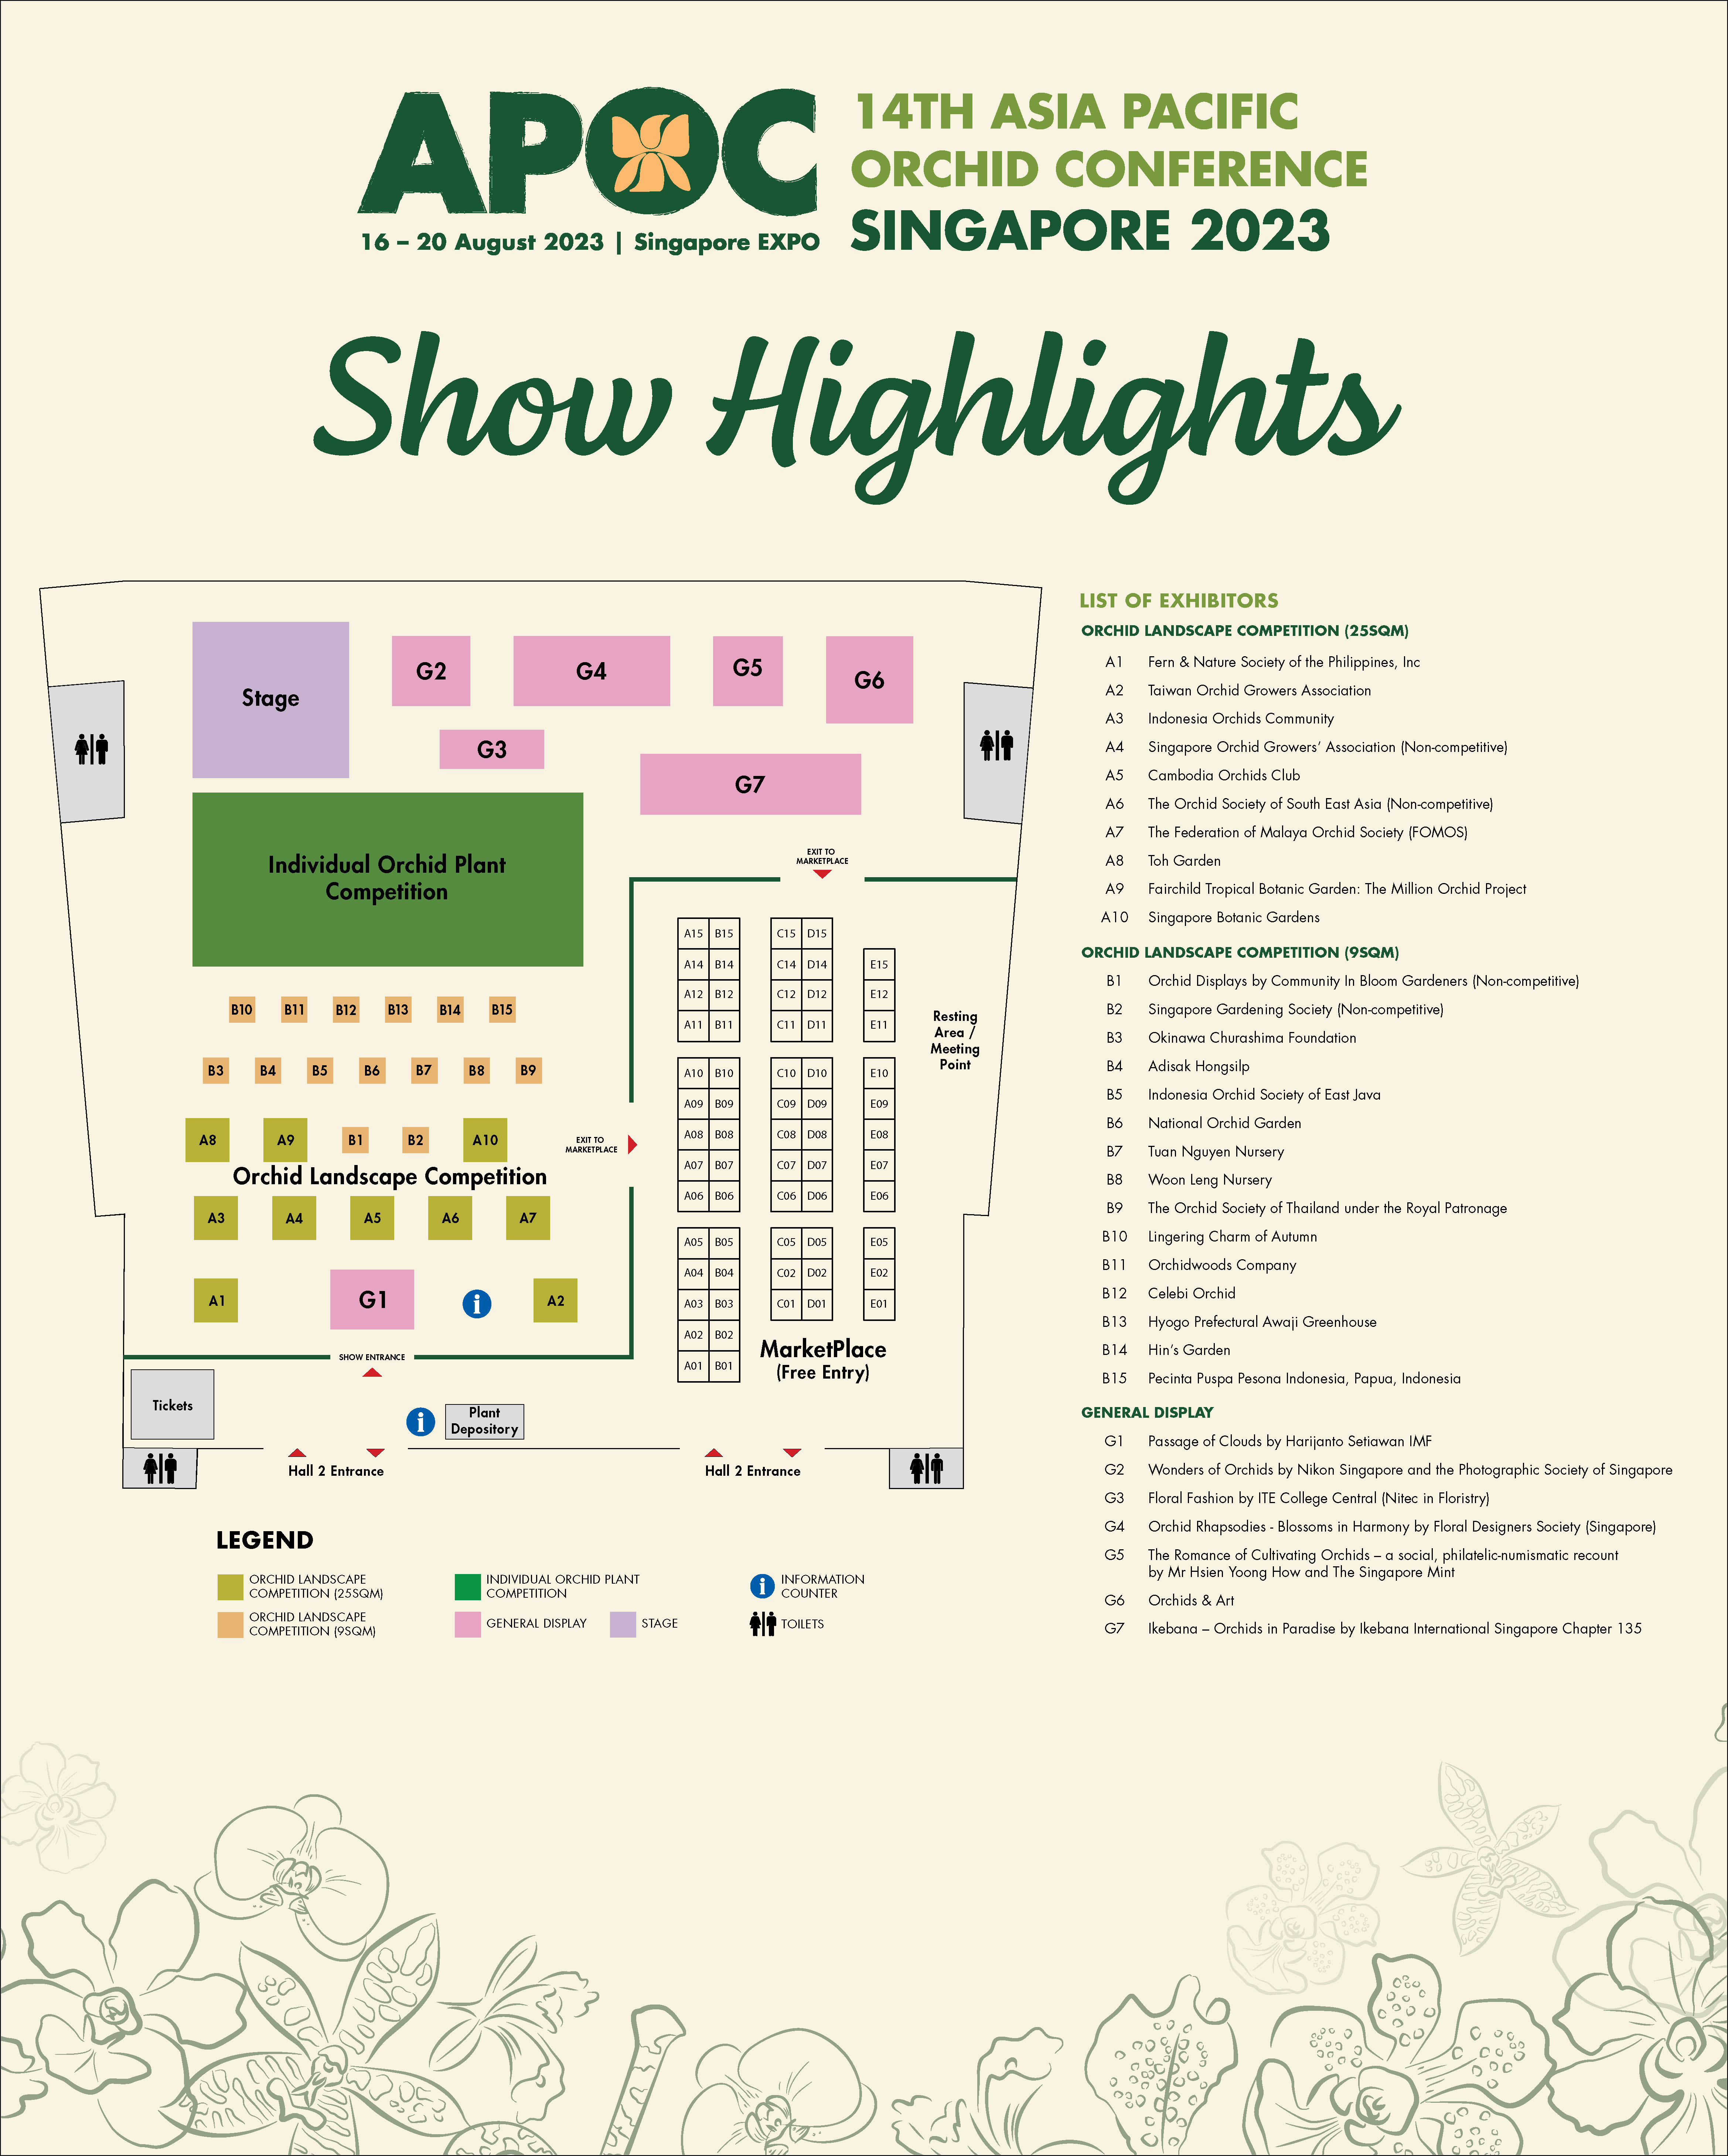 APOC
16 – 20 August 2023 | Singapore EXPO
14TH ASIA PACIFIC
ORCHID CONFERENCE
SINGAPORE 2023
Show Highlights
Stage
G2
G4
G5
G6
G3
G7
Individual Orchid Plant
Competition
EXIT TO
MARKETPLACE
B10 B11 B12 B13 B14 B15
B3 B4 B5 B6 B7 B8 B9
A8 A9 B1 B2 A10
EXIT TO
MARKETPLACE
Orchid Landscape Competition
A3 A4 A5 A6 A7
A1 G1 A2
SHOW ENTRANCE
Tickets
Plant
Depository
Hall 2 Entrance
Hall 2 Entrance
A15 B15 C15 D15
A14 B14 C14 D14 E15
A12 B12 C12 D12 E12
A11 B11 C11 D11 E11
A10 B10 C10 D10 E10
A09 B09 C09 D09 E09
A08 B08 C08 D08 E08
A07 B07 C07 D07 E07
A06 B06 C06 D06 E06
A05 B05 C05 D05 E05
A04 B04 C02 D02 E02
A03 B03 C01 D01 E01
A02 B02
A01 B01
Resting
Area /
Meeting
Point
MarketPlace
(Free Entry)
LEGEND
ORCHID LANDSCAPE
COMPETITION (25SQM)
ORCHID LANDSCAPE
COMPETITION (9SQM)
INDIVIDUAL ORCHID PLANT
COMPETITION
GENERAL DISPLAY
STAGE
i INFORMATION
COUNTER
TOILETS
LIST OF EXHIBITORS
ORCHID LANDSCAPE COMPETITION (25SQM)
A1 Fern & Nature Society of the Philippines, Inc
A2 Taiwan Orchid Growers Association
A3 Indonesia Orchids Community
A4 Singapore Orchid Growers’ Association (Non-competitive)
A5 Cambodia Orchids Club
A6 The Orchid Society of South East Asia (Non-competitive)
A7 The Federation of Malaya Orchid Society (FOMOS)
A8 Toh Garden
A9 Fairchild Tropical Botanic Garden: The Million Orchid Project
A10 Singapore Botanic Gardens
ORCHID LANDSCAPE COMPETITION (9SQM)
B1 Orchid Displays by Community In Bloom Gardeners (Non-competitive)
B2 Singapore Gardening Society (Non-competitive)
B3 Okinawa Churashima Foundation
B4 Adisak Hongsilp
B5 Indonesia Orchid Society of East Java
B6 National Orchid Garden
B7 Tuan Nguyen Nursery
B8 Woon Leng Nursery
B9 The Orchid Society of Thailand under the Royal Patronage
B10 Lingering Charm of Autumn
B11 Orchidwoods Company
B12 Celebi Orchid
B13 Hyogo Prefectural Awaji Greenhouse
B14 Hin’s Garden
B15 Pecinta Puspa Pesona Indonesia, Papua, Indonesia
GENERAL DISPLAY
G1 Passage of Clouds by Harijanto Setiawan IMF
G2 Wonders of Orchids by Nikon Singapore and the Photographic Society of Singapore
G3 Floral Fashion by ITE College Central (Nitec in Floristry)
G4 Orchid Rhapsodies - Blossoms in Harmony by Floral Designers Society (Singapore)
G5 The Romance of Cultivating Orchids – a social, philatelic-numismatic recount
by Mr Hsien Yoong How and The Singapore Mint
G6 Orchids & Art
G7 Ikebana – Orchids in Paradise by Ikebana International Singapore Chapter 135